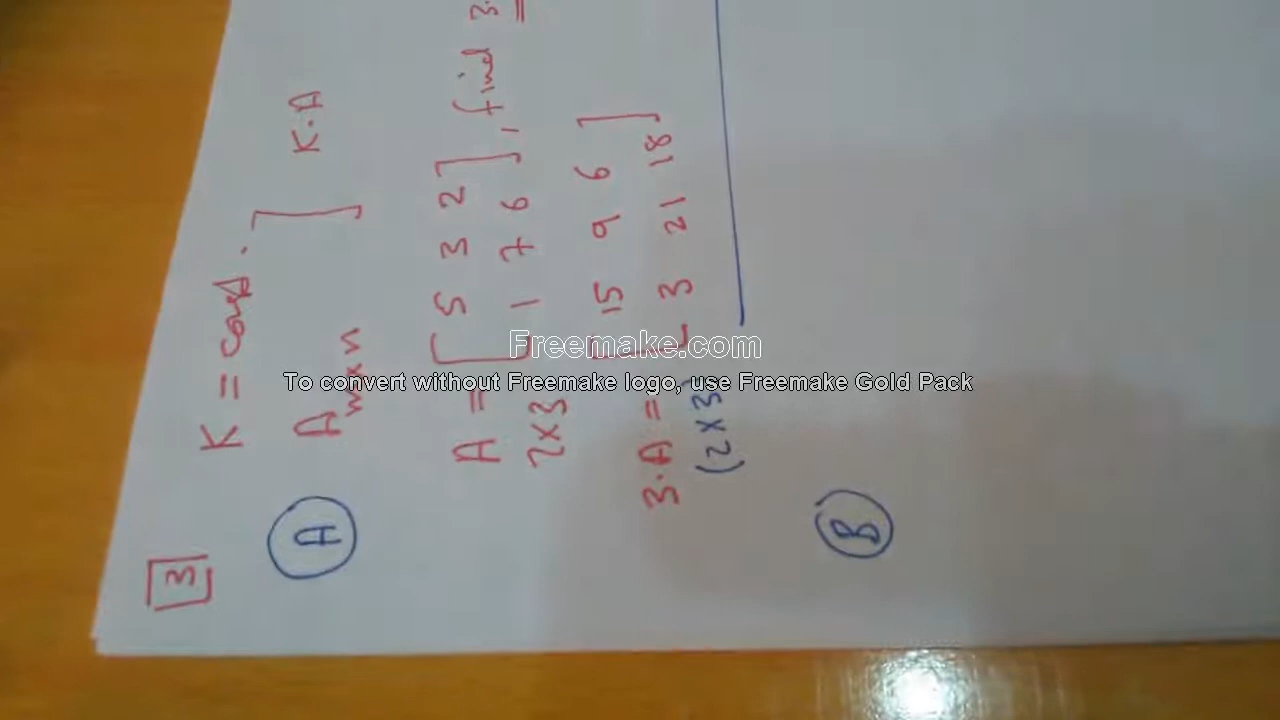 3
A
K = const.
A m×n ] K·A
A = [ 5 3 2 ] , find 3.
2×3 [ 1 7 6 ]
3·A = [ 15 9 6 ]
(2×3) [ 3 21 18 ]
B
Freemake.com
To convert without Freemake logo, use Freemake Gold Pack